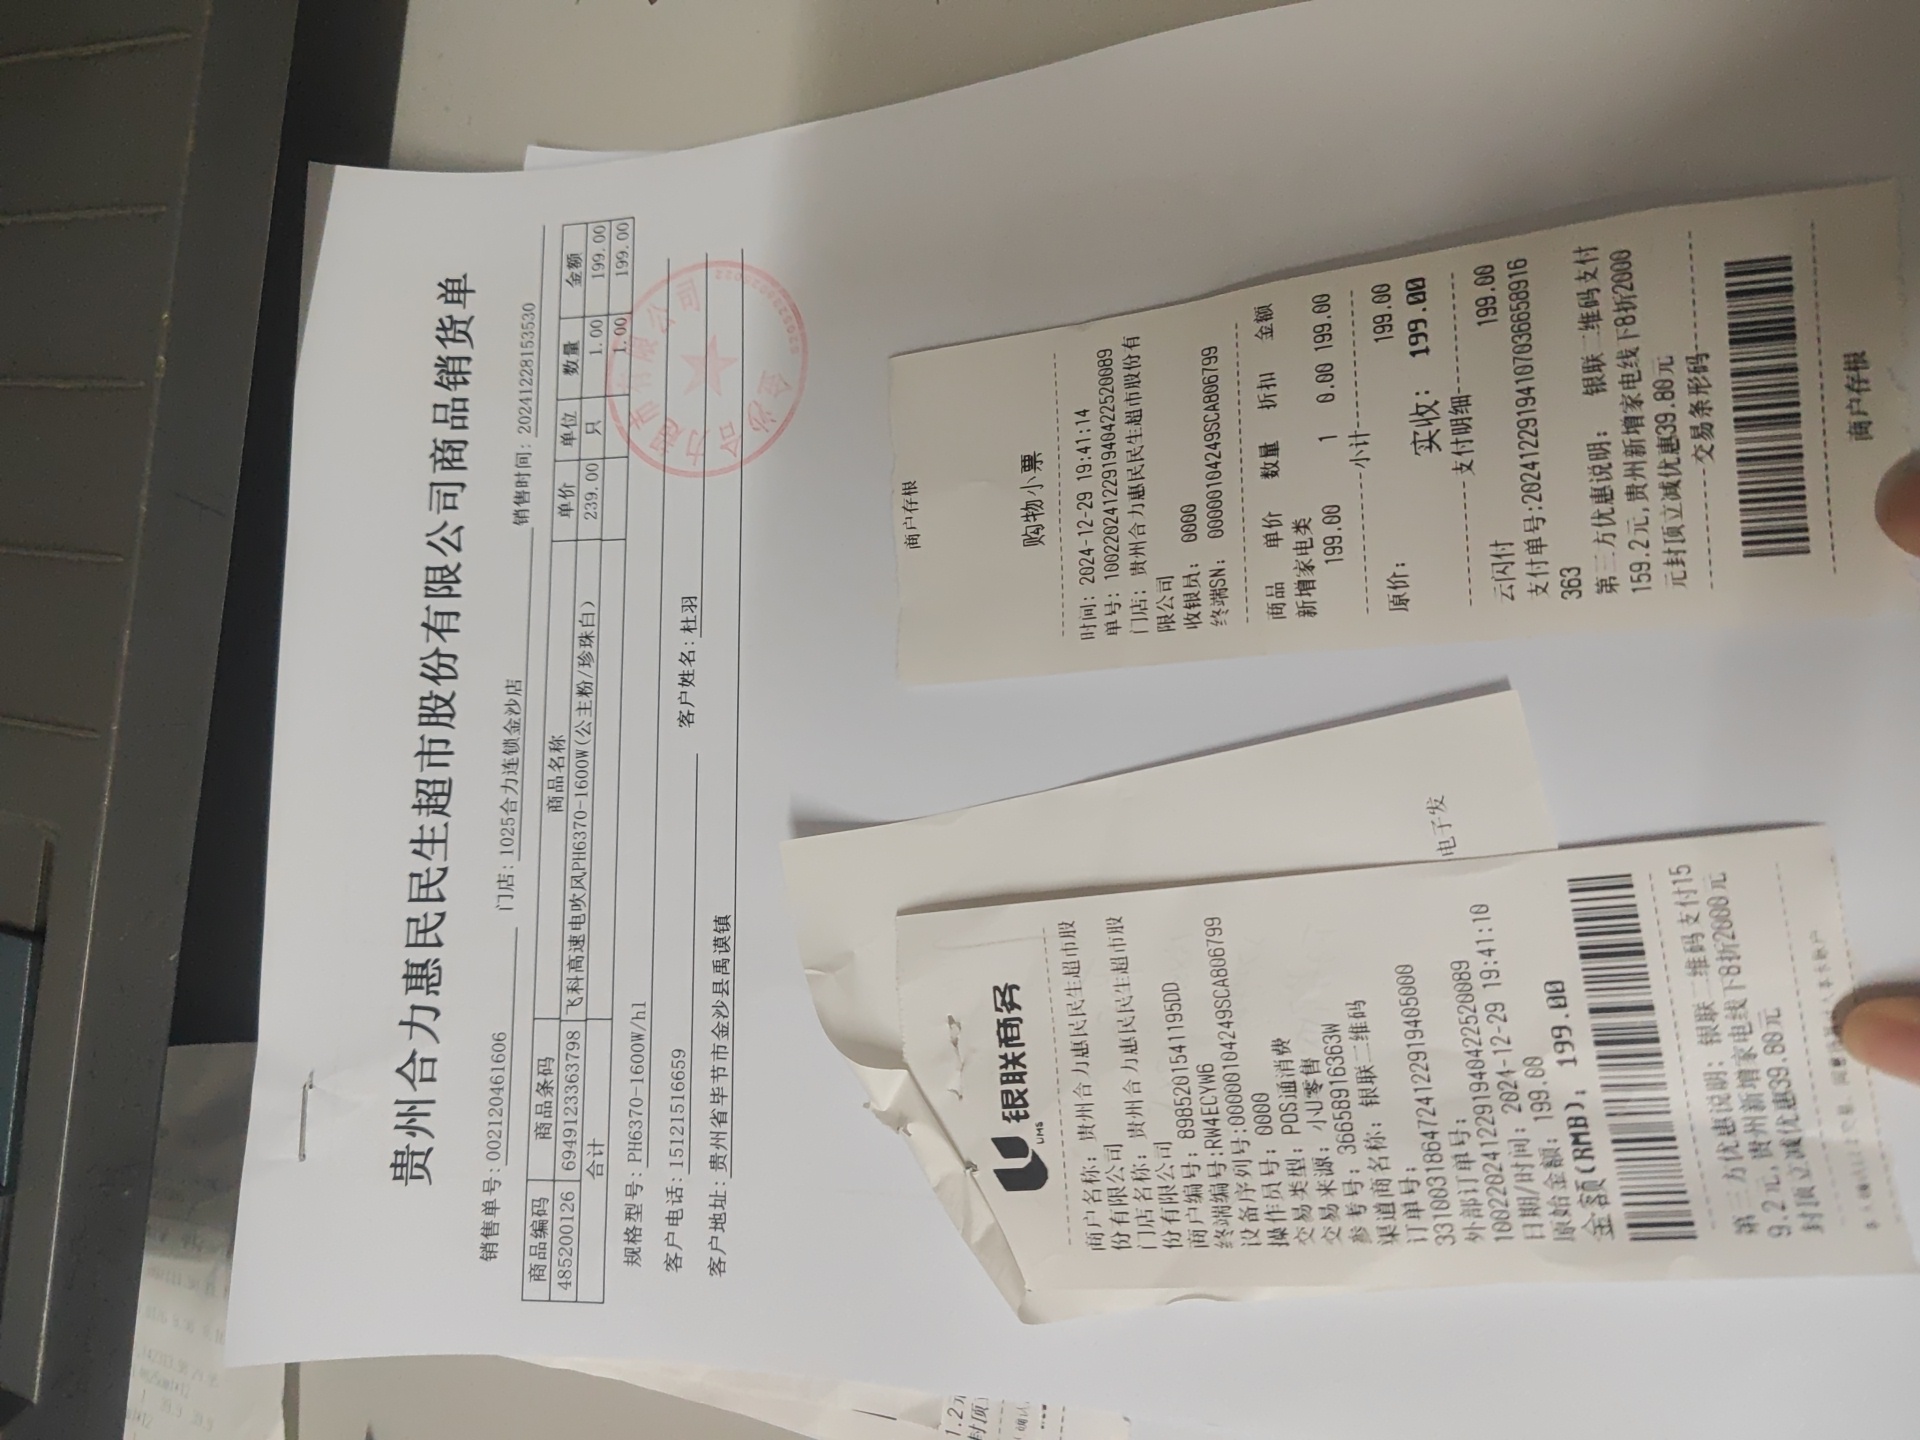 贵州合力惠民民生超市股份有限公司商品销货单
销售单号: 002120461606 门店: 1025合力连锁金沙店 销售时间: 20241228153530
商品编码 商品条码 商品名称 单价 单位 数量 金额
485200126 6949123363798 飞科高速电吹风PH6370-1600W(公主粉/珍珠白) 239.00 只 1.00 199.00
合计 1.00 199.00
规格型号: PH6370-1600W/hl
客户电话: 15121516659 客户姓名: 杜羽
客户地址: 贵州省毕节市金沙县禹谟镇
银联商务
UMS
商户名称: 贵州合力惠民民生超市股
份有限公司
门店名称: 贵州合力惠民民生超市股
份有限公司
商户编号: 89852015411195DD
终端编号:RW4ECYW6
设备序列号:00000104249SCA806799
操作员号: 0000
交易类型: POS通消费
交易来源: 小U零售
参考号: 36658916363W
渠道商名称: 银联二维码
订单号:
33100318647241229194050​00
外部订单号:
10022024122919404225200​89
日期/时间: 2024-12-29 19:41:10
原始金额: 199.00
金额(RMB): 199.00
第三方优惠说明: 银联二维码支付15
9.2元,贵州新增家电线下8折2000元
封顶立减优惠39.80元
电子发
商户存根
购物小票
时间: 2024-12-29 19:41:14
单号: 10022024122919404225200​89
门店: 贵州合力惠民民生超市股份有
限公司
收银员: 0000
终端SN: 00000104249SCA806799
商品 单价 数量 折扣 金额
新增家电类
199.00 1 0.00 199.00
小计
原价: 199.00
实收: 199.00
支付明细
云闪付 199.00
支付单号:20241229194107036658916
363
第三方优惠说明: 银联二维码支付
159.2元,贵州新增家电线下8折2000
元封顶立减优惠39.80元
交易条形码
商户存根